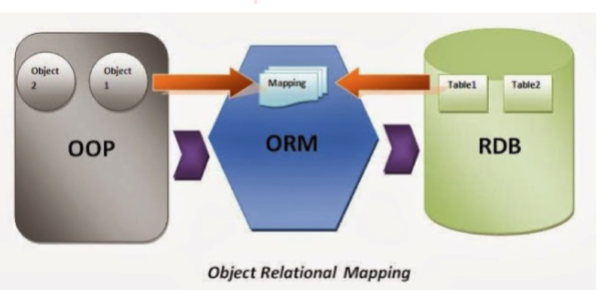 Object
2
Object
1
OOP
Mapping
ORM
Table1
Table2
RDB
Object Relational Mapping